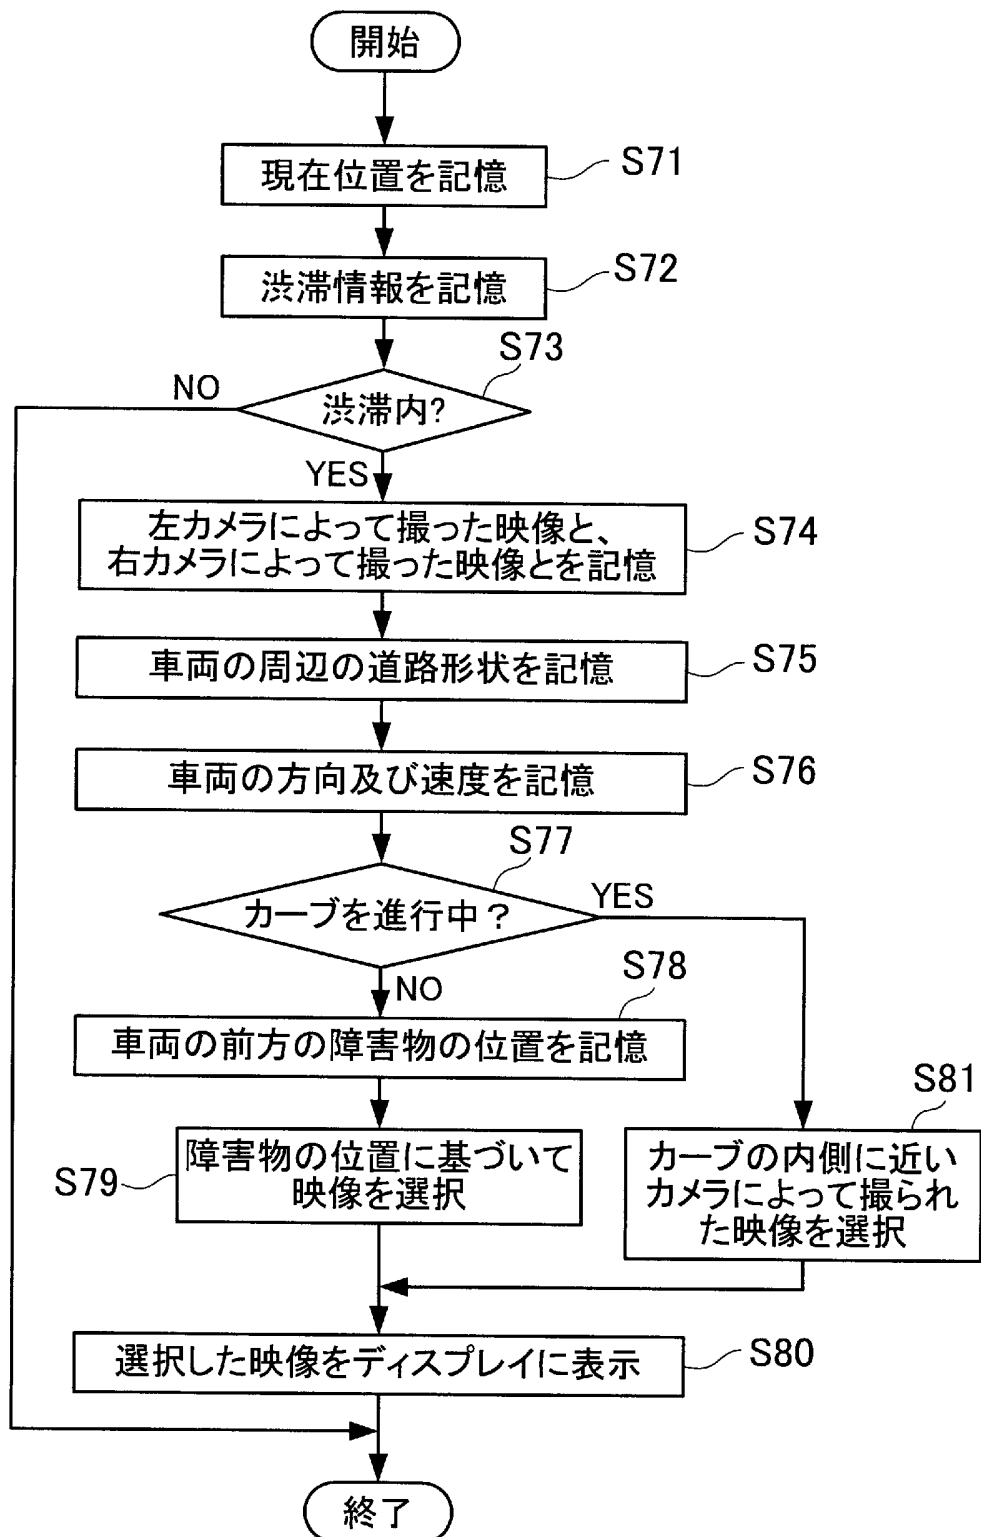 開始
現在位置を記憶
S71
渋滞情報を記憶
S72
渋滞内?
S73
NO
YES
左カメラによって撮った映像と、
右カメラによって撮った映像とを記憶
S74
車両の周辺の道路形状を記憶
S75
車両の方向及び速度を記憶
S76
カーブを進行中？
S77
YES
NO
車両の前方の障害物の位置を記憶
S78
障害物の位置に基づいて
映像を選択
S79
カーブの内側に近い
カメラによって撮られ
た映像を選択
S81
選択した映像をディスプレイに表示
S80
終了